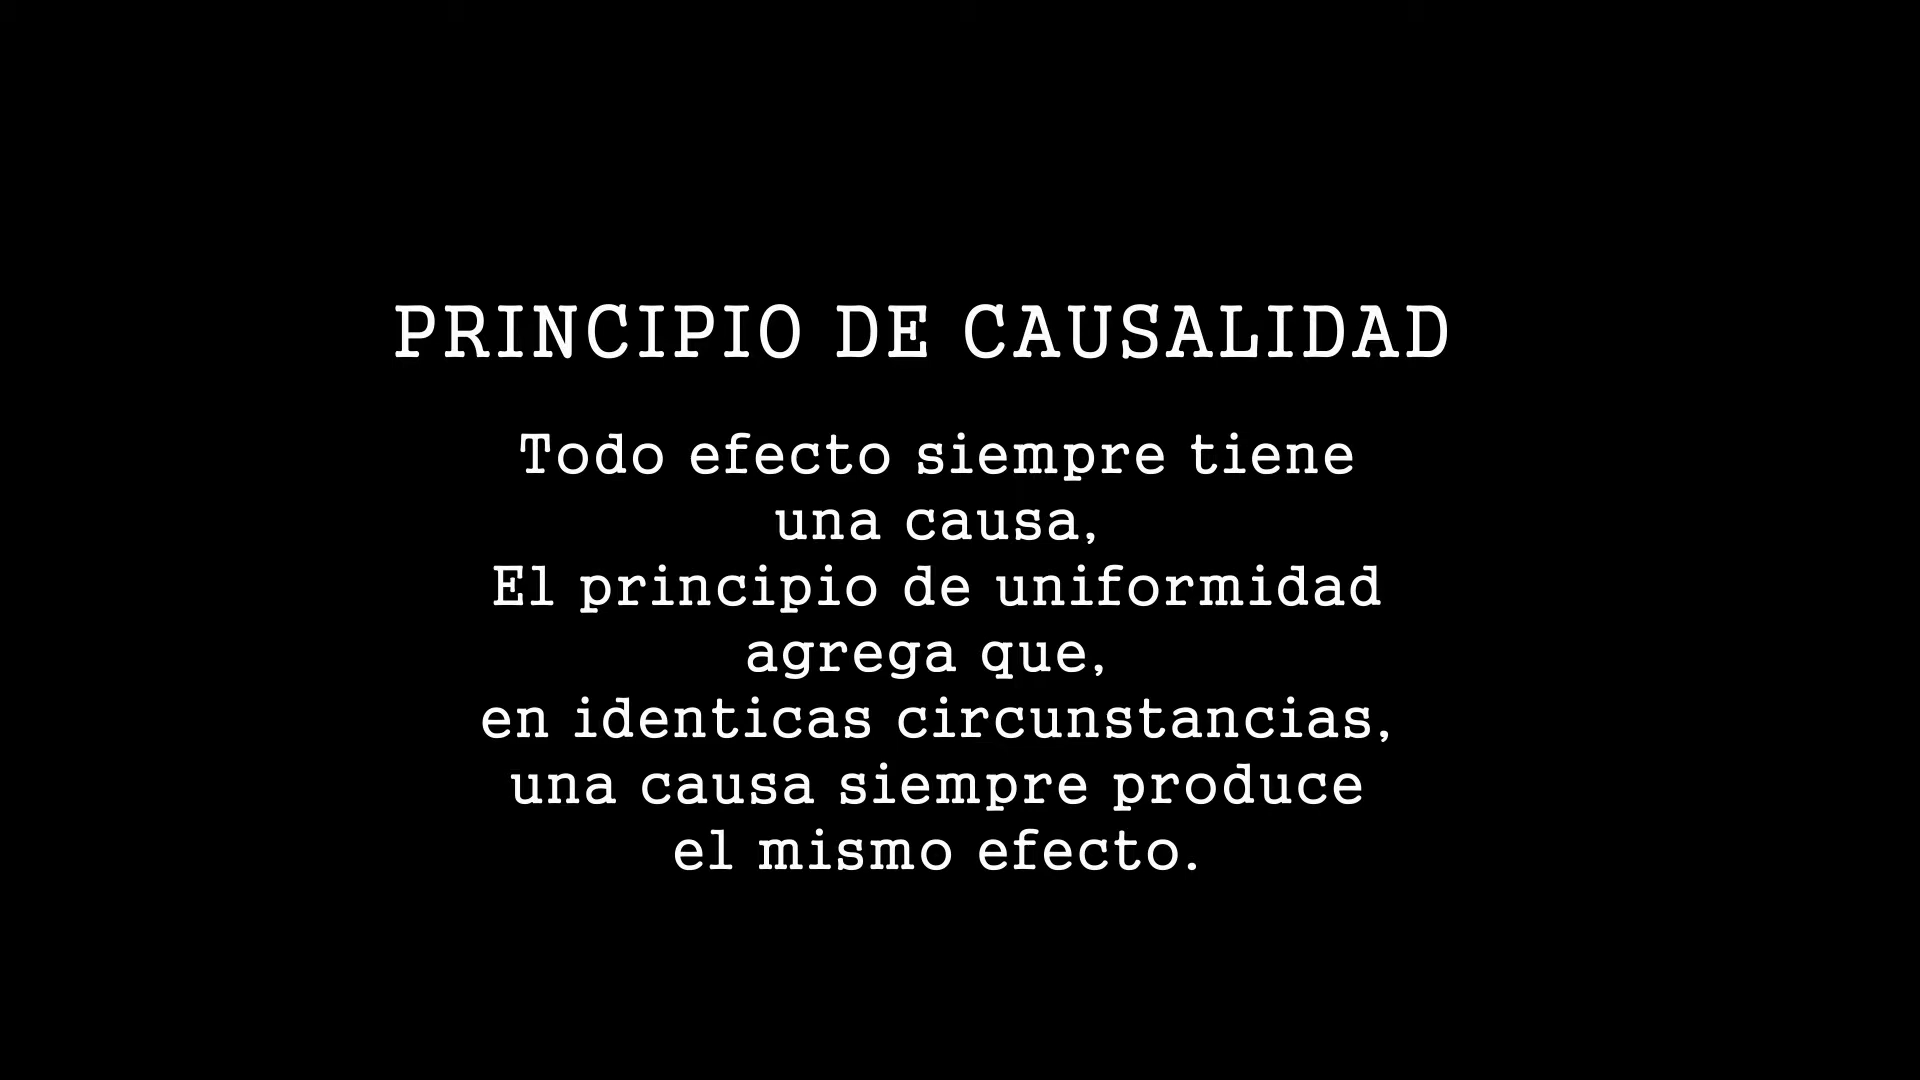 PRINCIPIO DE CAUSALIDAD
Todo efecto siempre tiene
una causa,
El principio de uniformidad
agrega que,
en identicas circunstancias,
una causa siempre produce
el mismo efecto.